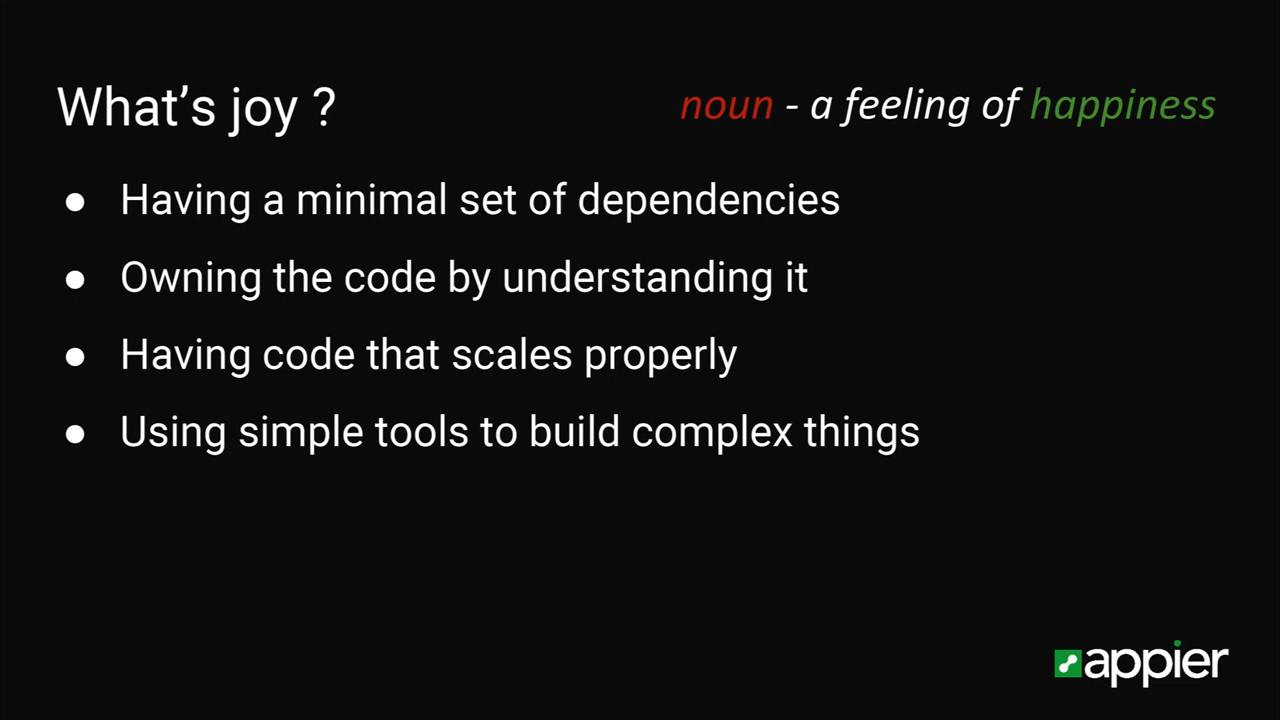 What's joy ?
noun - a feeling of happiness
● Having a minimal set of dependencies
● Owning the code by understanding it
● Having code that scales properly
● Using simple tools to build complex things
appier